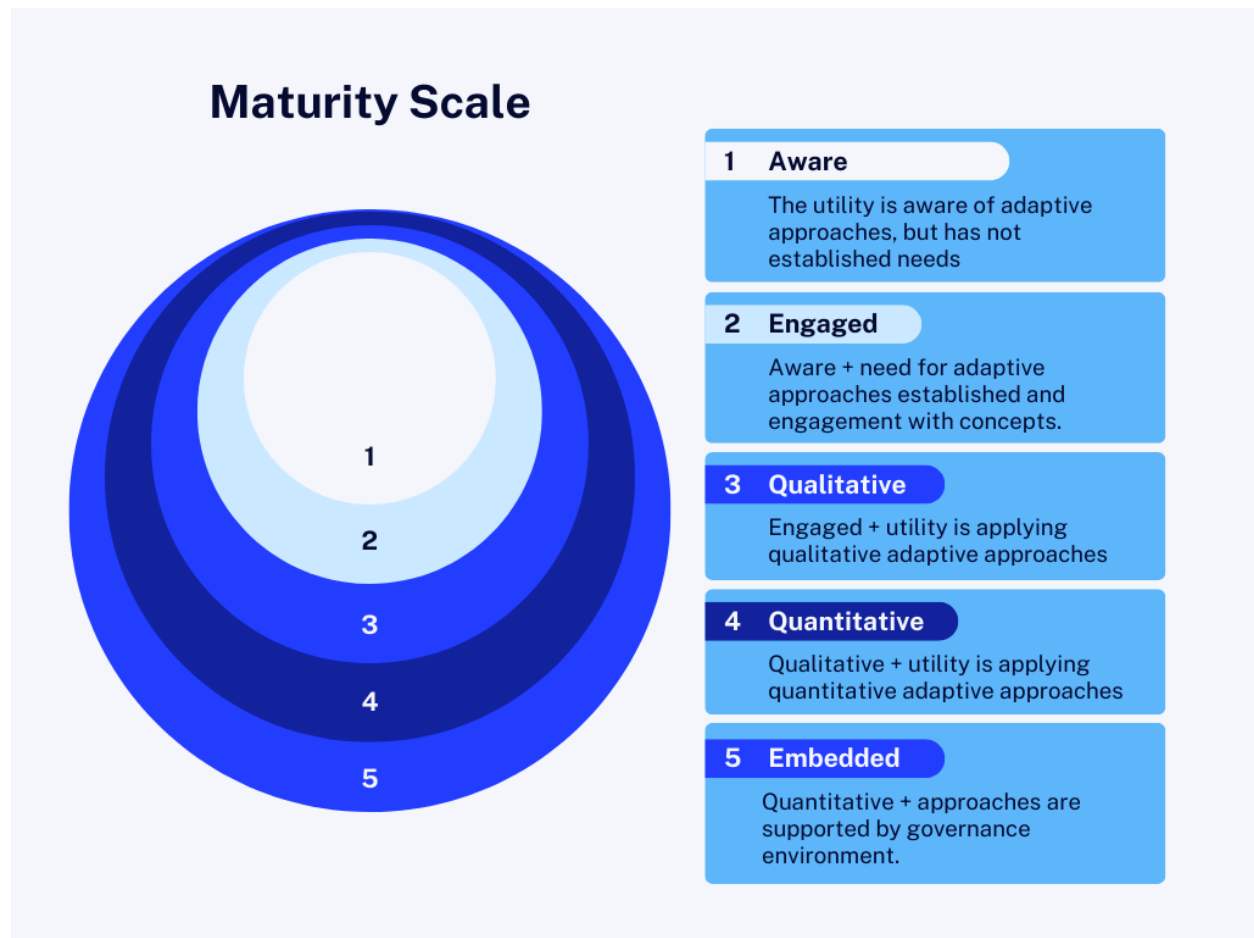 Maturity Scale
1
2
3
4
5
1 Aware
The utility is aware of adaptive
approaches, but has not
established needs
2 Engaged
Aware + need for adaptive
approaches established and
engagement with concepts.
3 Qualitative
Engaged + utility is applying
qualitative adaptive approaches
4 Quantitative
Qualitative + utility is applying
quantitative adaptive approaches
5 Embedded
Quantitative + approaches are
supported by governance
environment.